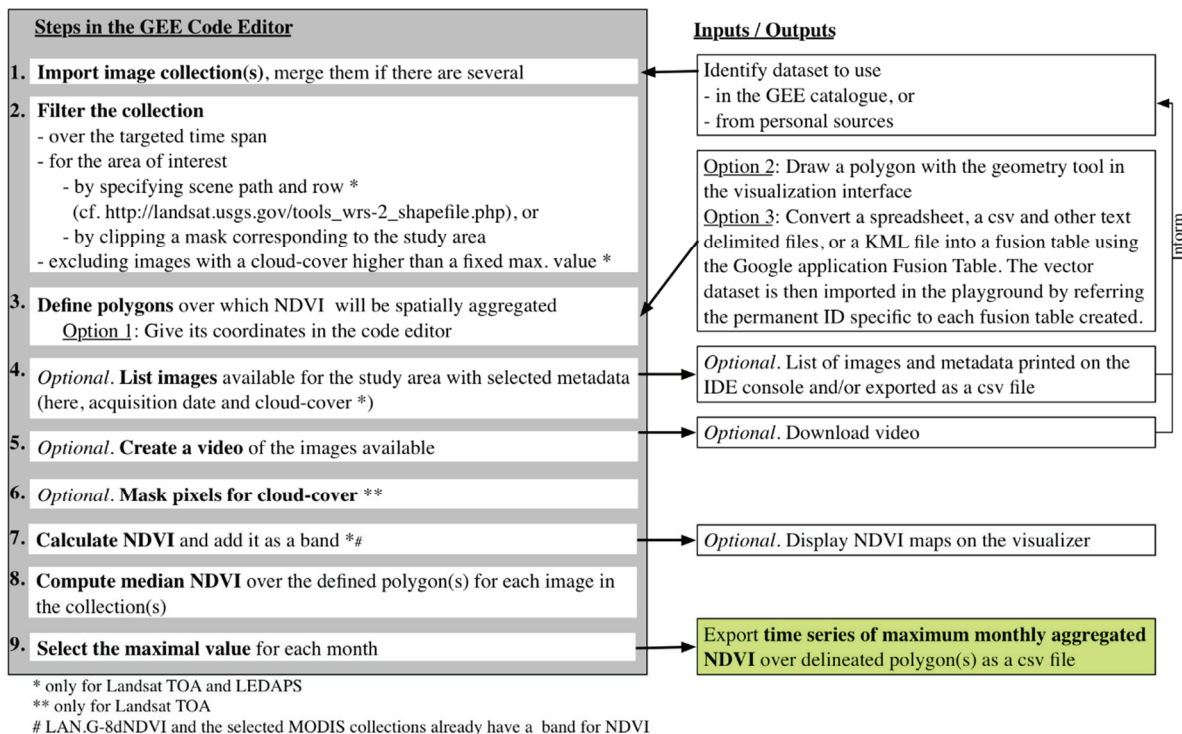 Steps in the GEE Code Editor
1. Import image collection(s), merge them if there are several
2. Filter the collection
- over the targeted time span
- for the area of interest
- by specifying scene path and row *
(cf. http://landsat.usgs.gov/tools_wrs-2_shapefile.php), or
- by clipping a mask corresponding to the study area
- excluding images with a cloud-cover higher than a fixed max. value *
3. Define polygons over which NDVI will be spatially aggregated
Option 1: Give its coordinates in the code editor
4. Optional. List images available for the study area with selected metadata
(here, acquisition date and cloud-cover *)
5. Optional. Create a video of the images available
6. Optional. Mask pixels for cloud-cover **
7. Calculate NDVI and add it as a band *#
8. Compute median NDVI over the defined polygon(s) for each image in
the collection(s)
9. Select the maximal value for each month
Inputs / Outputs
Identify dataset to use
- in the GEE catalogue, or
- from personal sources
Option 2: Draw a polygon with the geometry tool in
the visualization interface
Option 3: Convert a spreadsheet, a csv and other text
delimited files, or a KML file into a fusion table using
the Google application Fusion Table. The vector
dataset is then imported in the playground by referring
the permanent ID specific to each fusion table created.
Optional. List of images and metadata printed on the
IDE console and/or exported as a csv file
Optional. Download video
Optional. Display NDVI maps on the visualizer
Export time series of maximum monthly aggregated
NDVI over delineated polygon(s) as a csv file
Inform
* only for Landsat TOA and LEDAPS
** only for Landsat TOA
# LAN.G-8dNDVI and the selected MODIS collections already have a band for NDVI